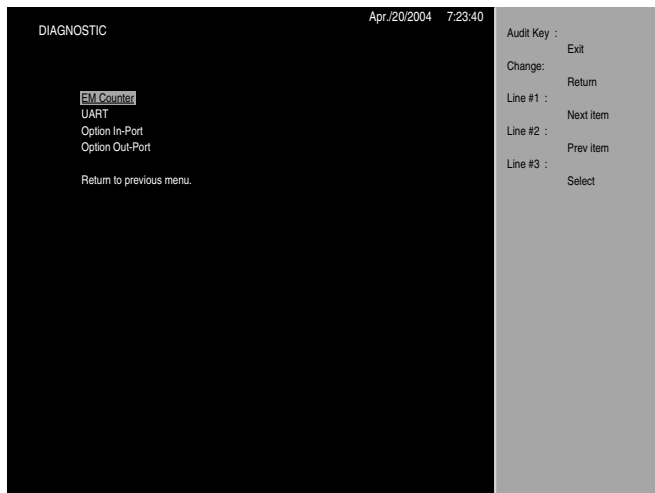 Apr./20/2004 7:23:40
DIAGNOSTIC
EM Counter
UART
Option In-Port
Option Out-Port
Return to previous menu.
Audit Key :
Exit
Change:
Return
Line #1 :
Next item
Line #2 :
Prev item
Line #3 :
Select